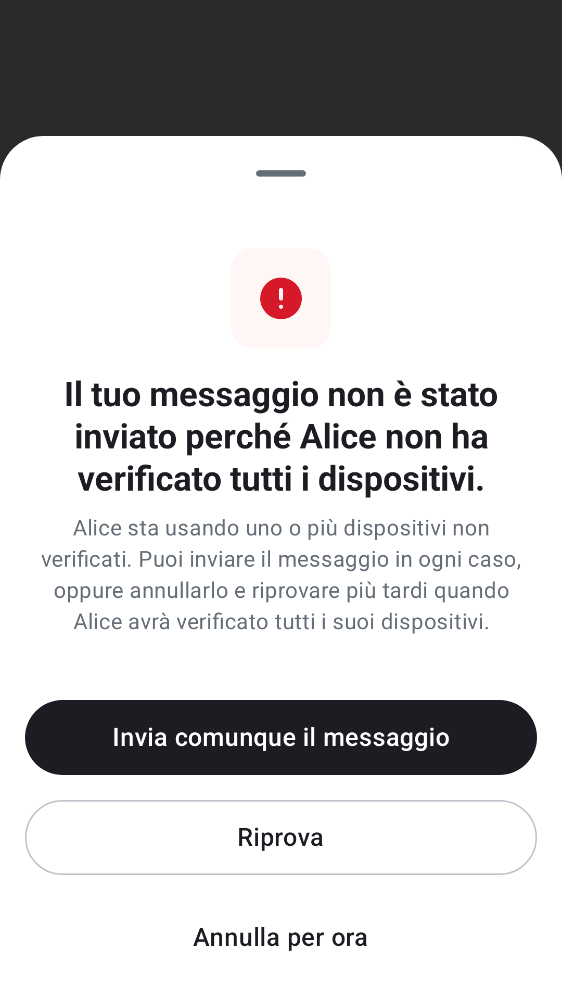 Il tuo messaggio non è stato
inviato perché Alice non ha
verificato tutti i dispositivi.
Alice sta usando uno o più dispositivi non
verificati. Puoi inviare il messaggio in ogni caso,
oppure annullarlo e riprovare più tardi quando
Alice avrà verificato tutti i suoi dispositivi.
Invia comunque il messaggio
Riprova
Annulla per ora